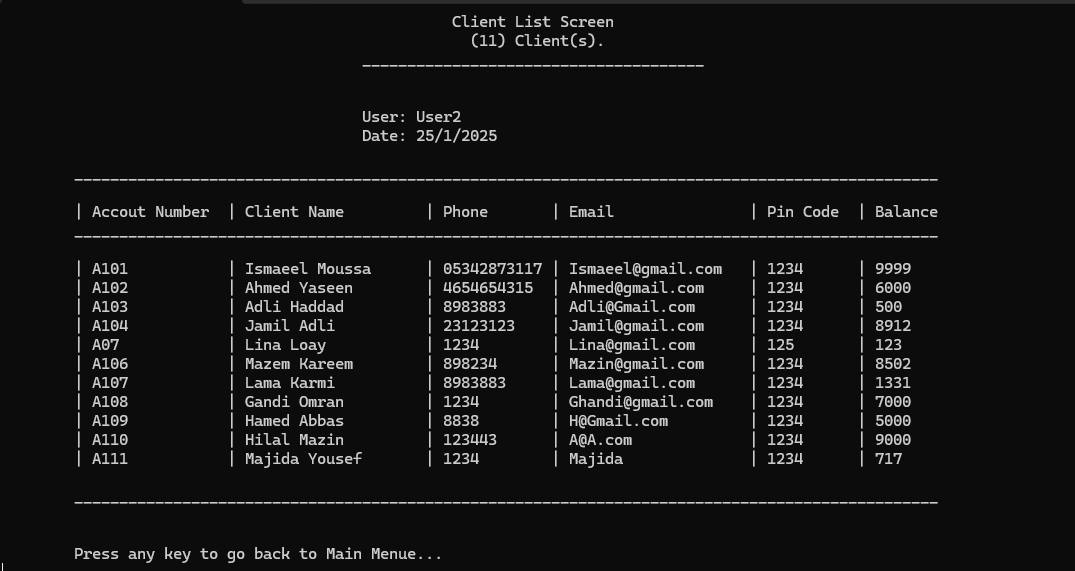 Client List Screen
(11) Client(s).
______________________________________
User: User2
Date: 25/1/2025
________________________________________________________________________________________________
| Accout Number | Client Name | Phone | Email | Pin Code | Balance
________________________________________________________________________________________________
| A101 | Ismaeel Moussa | 05342873117 | Ismaeel@gmail.com | 1234 | 9999
| A102 | Ahmed Yaseen | 4654654315 | Ahmed@gmail.com | 1234 | 6000
| A103 | Adli Haddad | 8983883 | Adli@Gmail.com | 1234 | 500
| A104 | Jamil Adli | 23123123 | Jamil@gmail.com | 1234 | 8912
| A07 | Lina Loay | 1234 | Lina@gmail.com | 125 | 123
| A106 | Mazem Kareem | 898234 | Mazin@gmail.com | 1234 | 8502
| A107 | Lama Karmi | 8983883 | Lama@gmail.com | 1234 | 1331
| A108 | Gandi Omran | 1234 | Ghandi@gmail.com | 1234 | 7000
| A109 | Hamed Abbas | 8838 | H@Gmail.com | 1234 | 5000
| A110 | Hilal Mazin | 123443 | A@A.com | 1234 | 9000
| A111 | Majida Yousef | 1234 | Majida | 1234 | 717
________________________________________________________________________________________________
Press any key to go back to Main Menue...